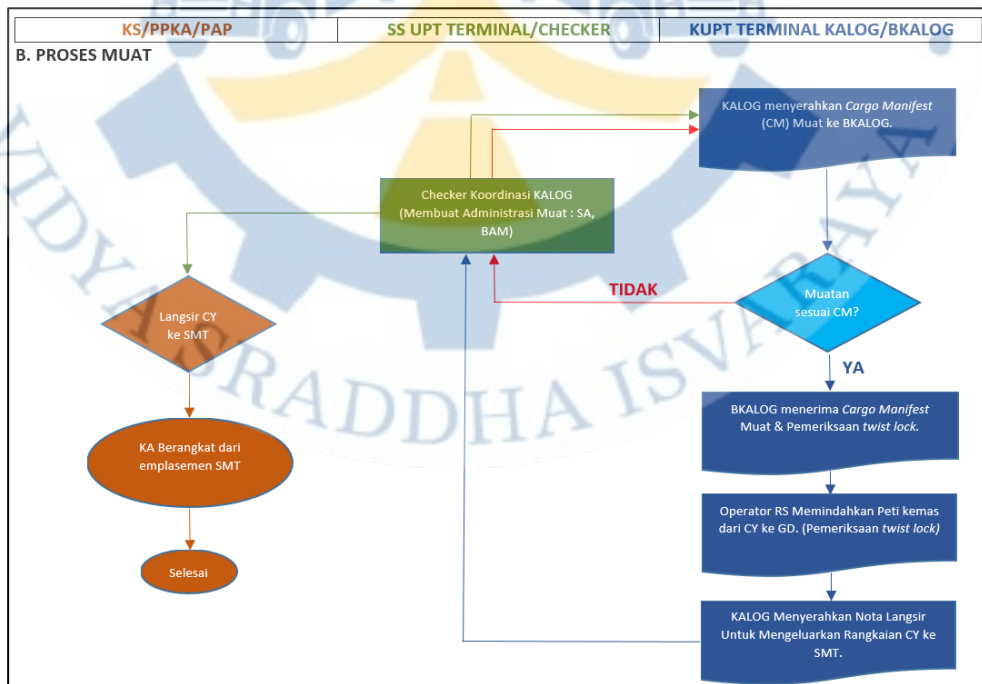 KS/PPKA/PAP
SS UPT TERMINAL/CHECKER
KUPT TERMINAL KALOG/BKALOG
B. PROSES MUAT
KALOG menyerahkan Cargo Manifest
(CM) Muat ke BKALOG.
Checker Koordinasi KALOG
(Membuat Administrasi Muat : SA,
BAM)
TIDAK
Muatan
sesuai CM?
Langsir CY
ke SMT
YA
BKALOG menerima Cargo Manifest
Muat & Pemeriksaan twist lock.
KA Berangkat dari
emplasemen SMT
Operator RS Memindahkan Peti kemas
dari CY ke GD. (Pemeriksaan twist lock)
Selesai
KALOG Menyerahkan Nota Langsir
Untuk Mengeluarkan Rangkaian CY ke
SMT.
VIDYA SRADDHA ISVARAYA